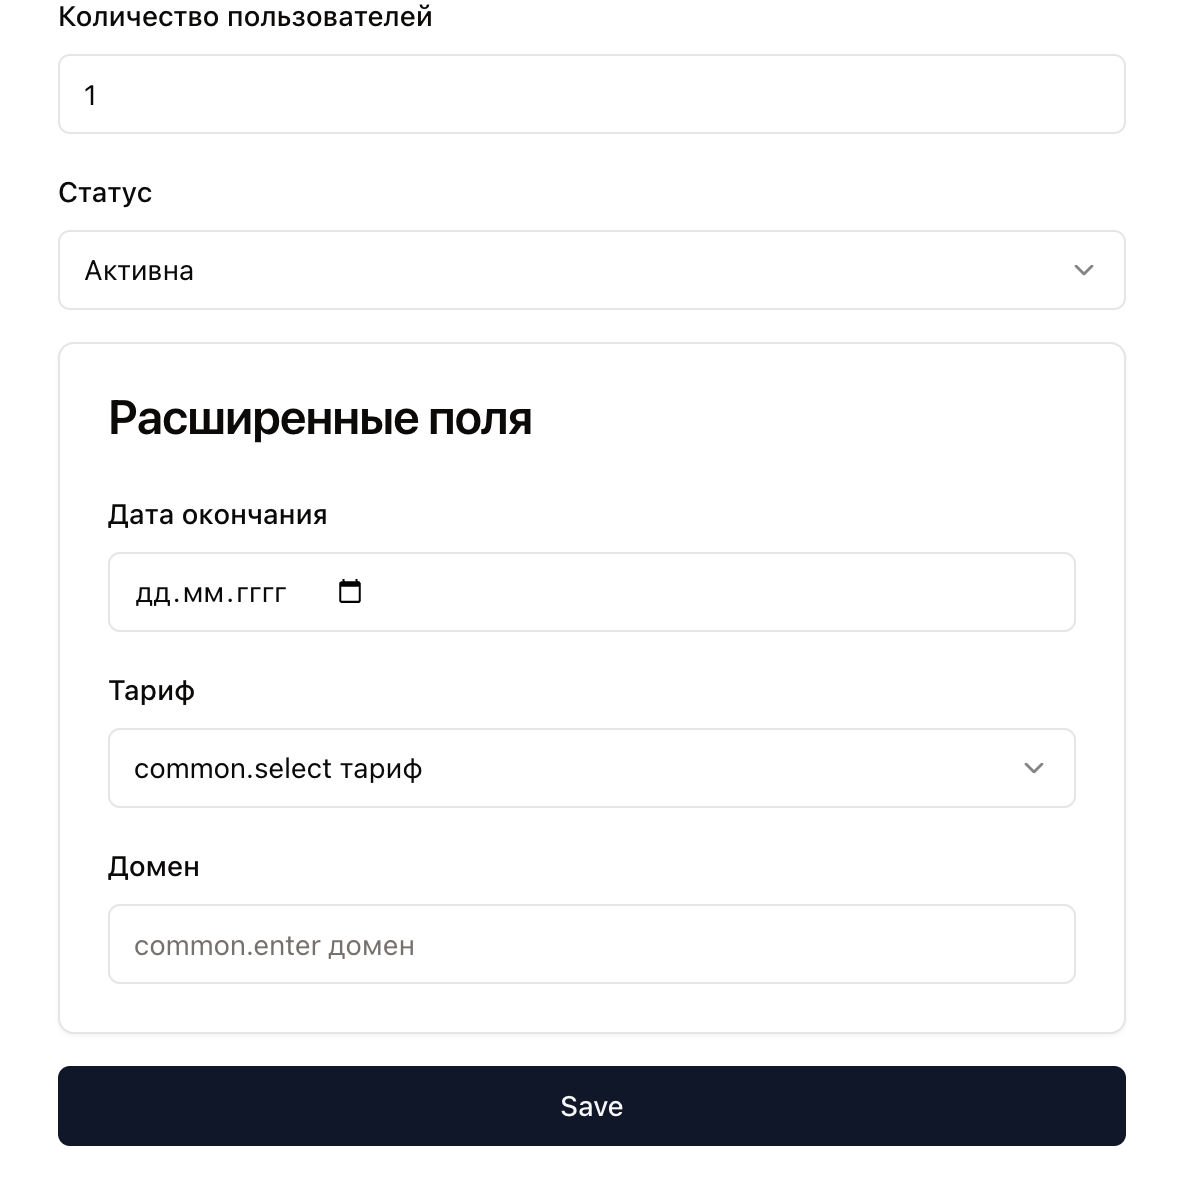 Количество пользователей
1
Статус
Активна
Расширенные поля
Дата окончания
дд.мм.гггг
Тариф
common.select тариф
Домен
common.enter домен
Save